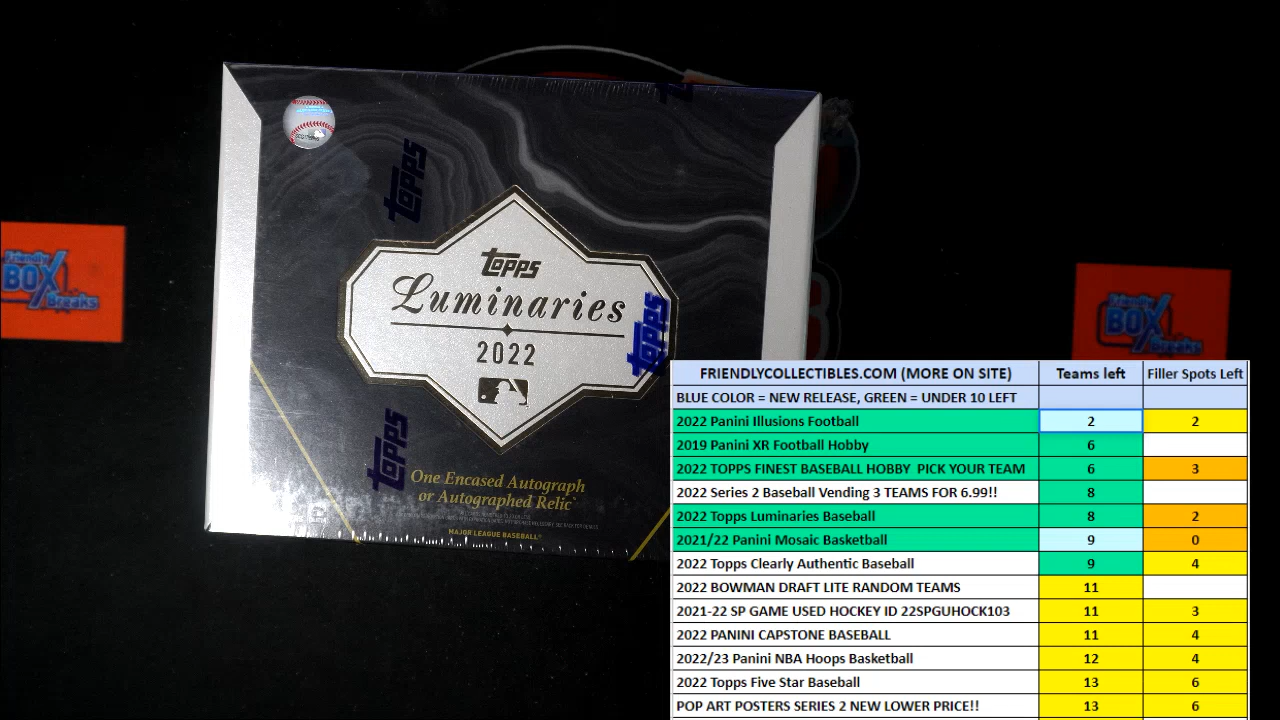 topps
topps
Luminaries
2022
topps
topps
One Encased Autograph
or Autographed Relic*
MAJOR LEAGUE BASEBALL®
Friendly
BOX
Breaks
Friendly
BOX
Breaks
FRIENDLYCOLLECTIBLES.COM (MORE ON SITE) Teams left Filler Spots Left
BLUE COLOR = NEW RELEASE, GREEN = UNDER 10 LEFT
2022 Panini Illusions Football 2 2
2019 Panini XR Football Hobby 6
2022 TOPPS FINEST BASEBALL HOBBY PICK YOUR TEAM 6 3
2022 Series 2 Baseball Vending 3 TEAMS FOR 6.99!! 8
2022 Topps Luminaries Baseball 8 2
2021/22 Panini Mosaic Basketball 9 0
2022 Topps Clearly Authentic Baseball 9 4
2022 BOWMAN DRAFT LITE RANDOM TEAMS 11
2021-22 SP GAME USED HOCKEY ID 22SPGUHOCK103 11 3
2022 PANINI CAPSTONE BASEBALL 11 4
2022/23 Panini NBA Hoops Basketball 12 4
2022 Topps Five Star Baseball 13 6
POP ART POSTERS SERIES 2 NEW LOWER PRICE!! 13 6